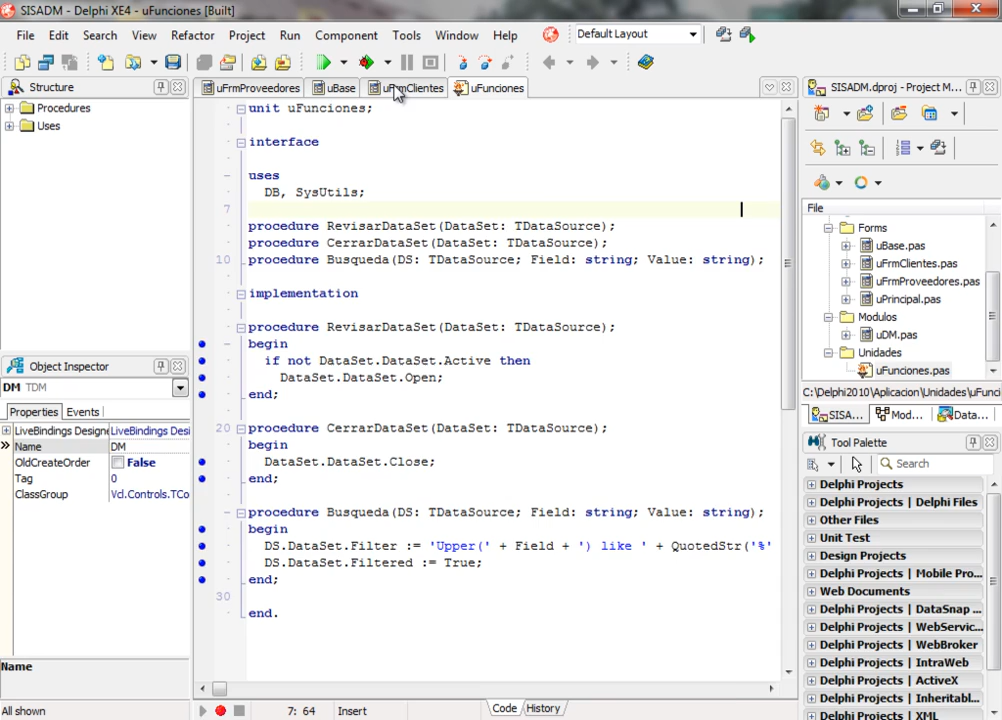 SISADM - Delphi XE4 - uFunciones [Built]
File Edit Search View Refactor Project Run Component Tools Window Help
Default Layout
Structure
Procedures
Uses
uFrmProveedores uBase uFrmClientes uFunciones
unit uFunciones;
interface
uses
DB, SysUtils;
7
procedure RevisarDataSet(DataSet: TDataSource);
procedure CerrarDataSet(DataSet: TDataSource);
10 procedure Busqueda(DS: TDataSource; Field: string; Value: string);
implementation
procedure RevisarDataSet(DataSet: TDataSource);
begin
if not DataSet.DataSet.Active then
DataSet.DataSet.Open;
end;
20 procedure CerrarDataSet(DataSet: TDataSource);
begin
DataSet.DataSet.Close;
end;
procedure Busqueda(DS: TDataSource; Field: string; Value: string);
begin
DS.DataSet.Filter := 'Upper(' + Field + ') like ' + QuotedStr('%'
DS.DataSet.Filtered := True;
end;
30
end.
7: 64 Insert Code History
Object Inspector
DM TDM
Properties Events
LiveBindings Designe LiveBindings Desi
Name DM
OldCreateOrder False
Tag 0
ClassGroup Vcl.Controls.TCo
Name
All shown
SISADM.dproj - Project M...
File
Forms
uBase.pas
uFrmClientes.pas
uFrmProveedores.pas
uPrincipal.pas
Modulos
uDM.pas
Unidades
uFunciones.pas
C:\Delphi2010\Aplicacion\Unidades\uFunci
SISA... Mod... Data...
Tool Palette
Search
Delphi Projects
Delphi Projects | Delphi Files
Other Files
Unit Test
Design Projects
Delphi Projects | Mobile Pro...
Web Documents
Delphi Projects | DataSnap ...
Delphi Projects | WebServic...
Delphi Projects | WebBroker
Delphi Projects | IntraWeb
Delphi Projects | ActiveX
Delphi Projects | Inheritabl...
Delphi Projects | XML